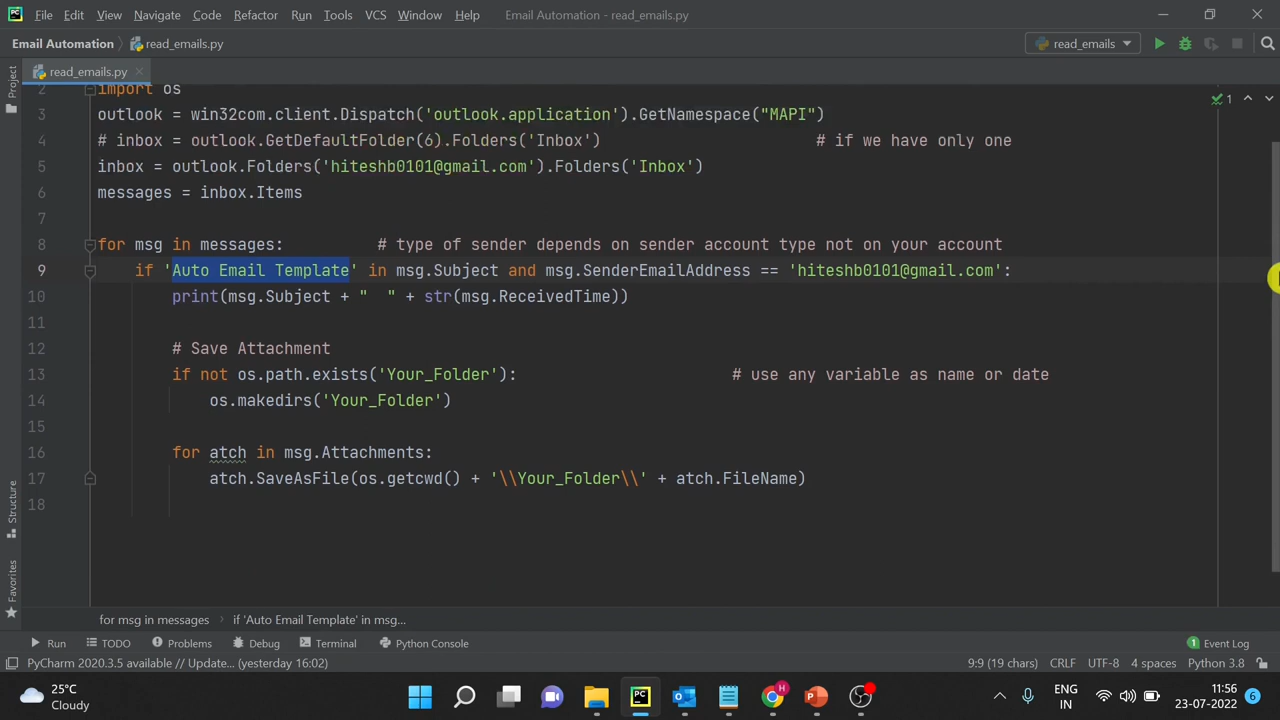 PC File Edit View Navigate Code Refactor Run Tools VCS Window Help Email Automation - read_emails.py
Email Automation read_emails.py read_emails
Project
read_emails.py
2 import os
1
3 outlook = win32com.client.Dispatch('outlook.application').GetNamespace("MAPI")
4 # inbox = outlook.GetDefaultFolder(6).Folders('Inbox') # if we have only one
5 inbox = outlook.Folders('hiteshb0101@gmail.com').Folders('Inbox')
6 messages = inbox.Items
7
8 for msg in messages: # type of sender depends on sender account type not on your account
9 if 'Auto Email Template' in msg.Subject and msg.SenderEmailAddress == 'hiteshb0101@gmail.com':
10 print(msg.Subject + "  " + str(msg.ReceivedTime))
11
12 # Save Attachment
13 if not os.path.exists('Your_Folder'): # use any variable as name or date
14 os.makedirs('Your_Folder')
15
16 for atch in msg.Attachments:
17 atch.SaveAsFile(os.getcwd() + '\\Your_Folder\\' + atch.FileName)
18
Structure
Favorites
for msg in messages if 'Auto Email Template' in msg...
Run TODO Problems Debug Terminal Python Console 1 Event Log
PyCharm 2020.3.5 available // Update... (yesterday 16:02) 9:9 (19 chars) CRLF UTF-8 4 spaces Python 3.8
25°C
Cloudy
H
ENG
IN
11:56
23-07-2022
6